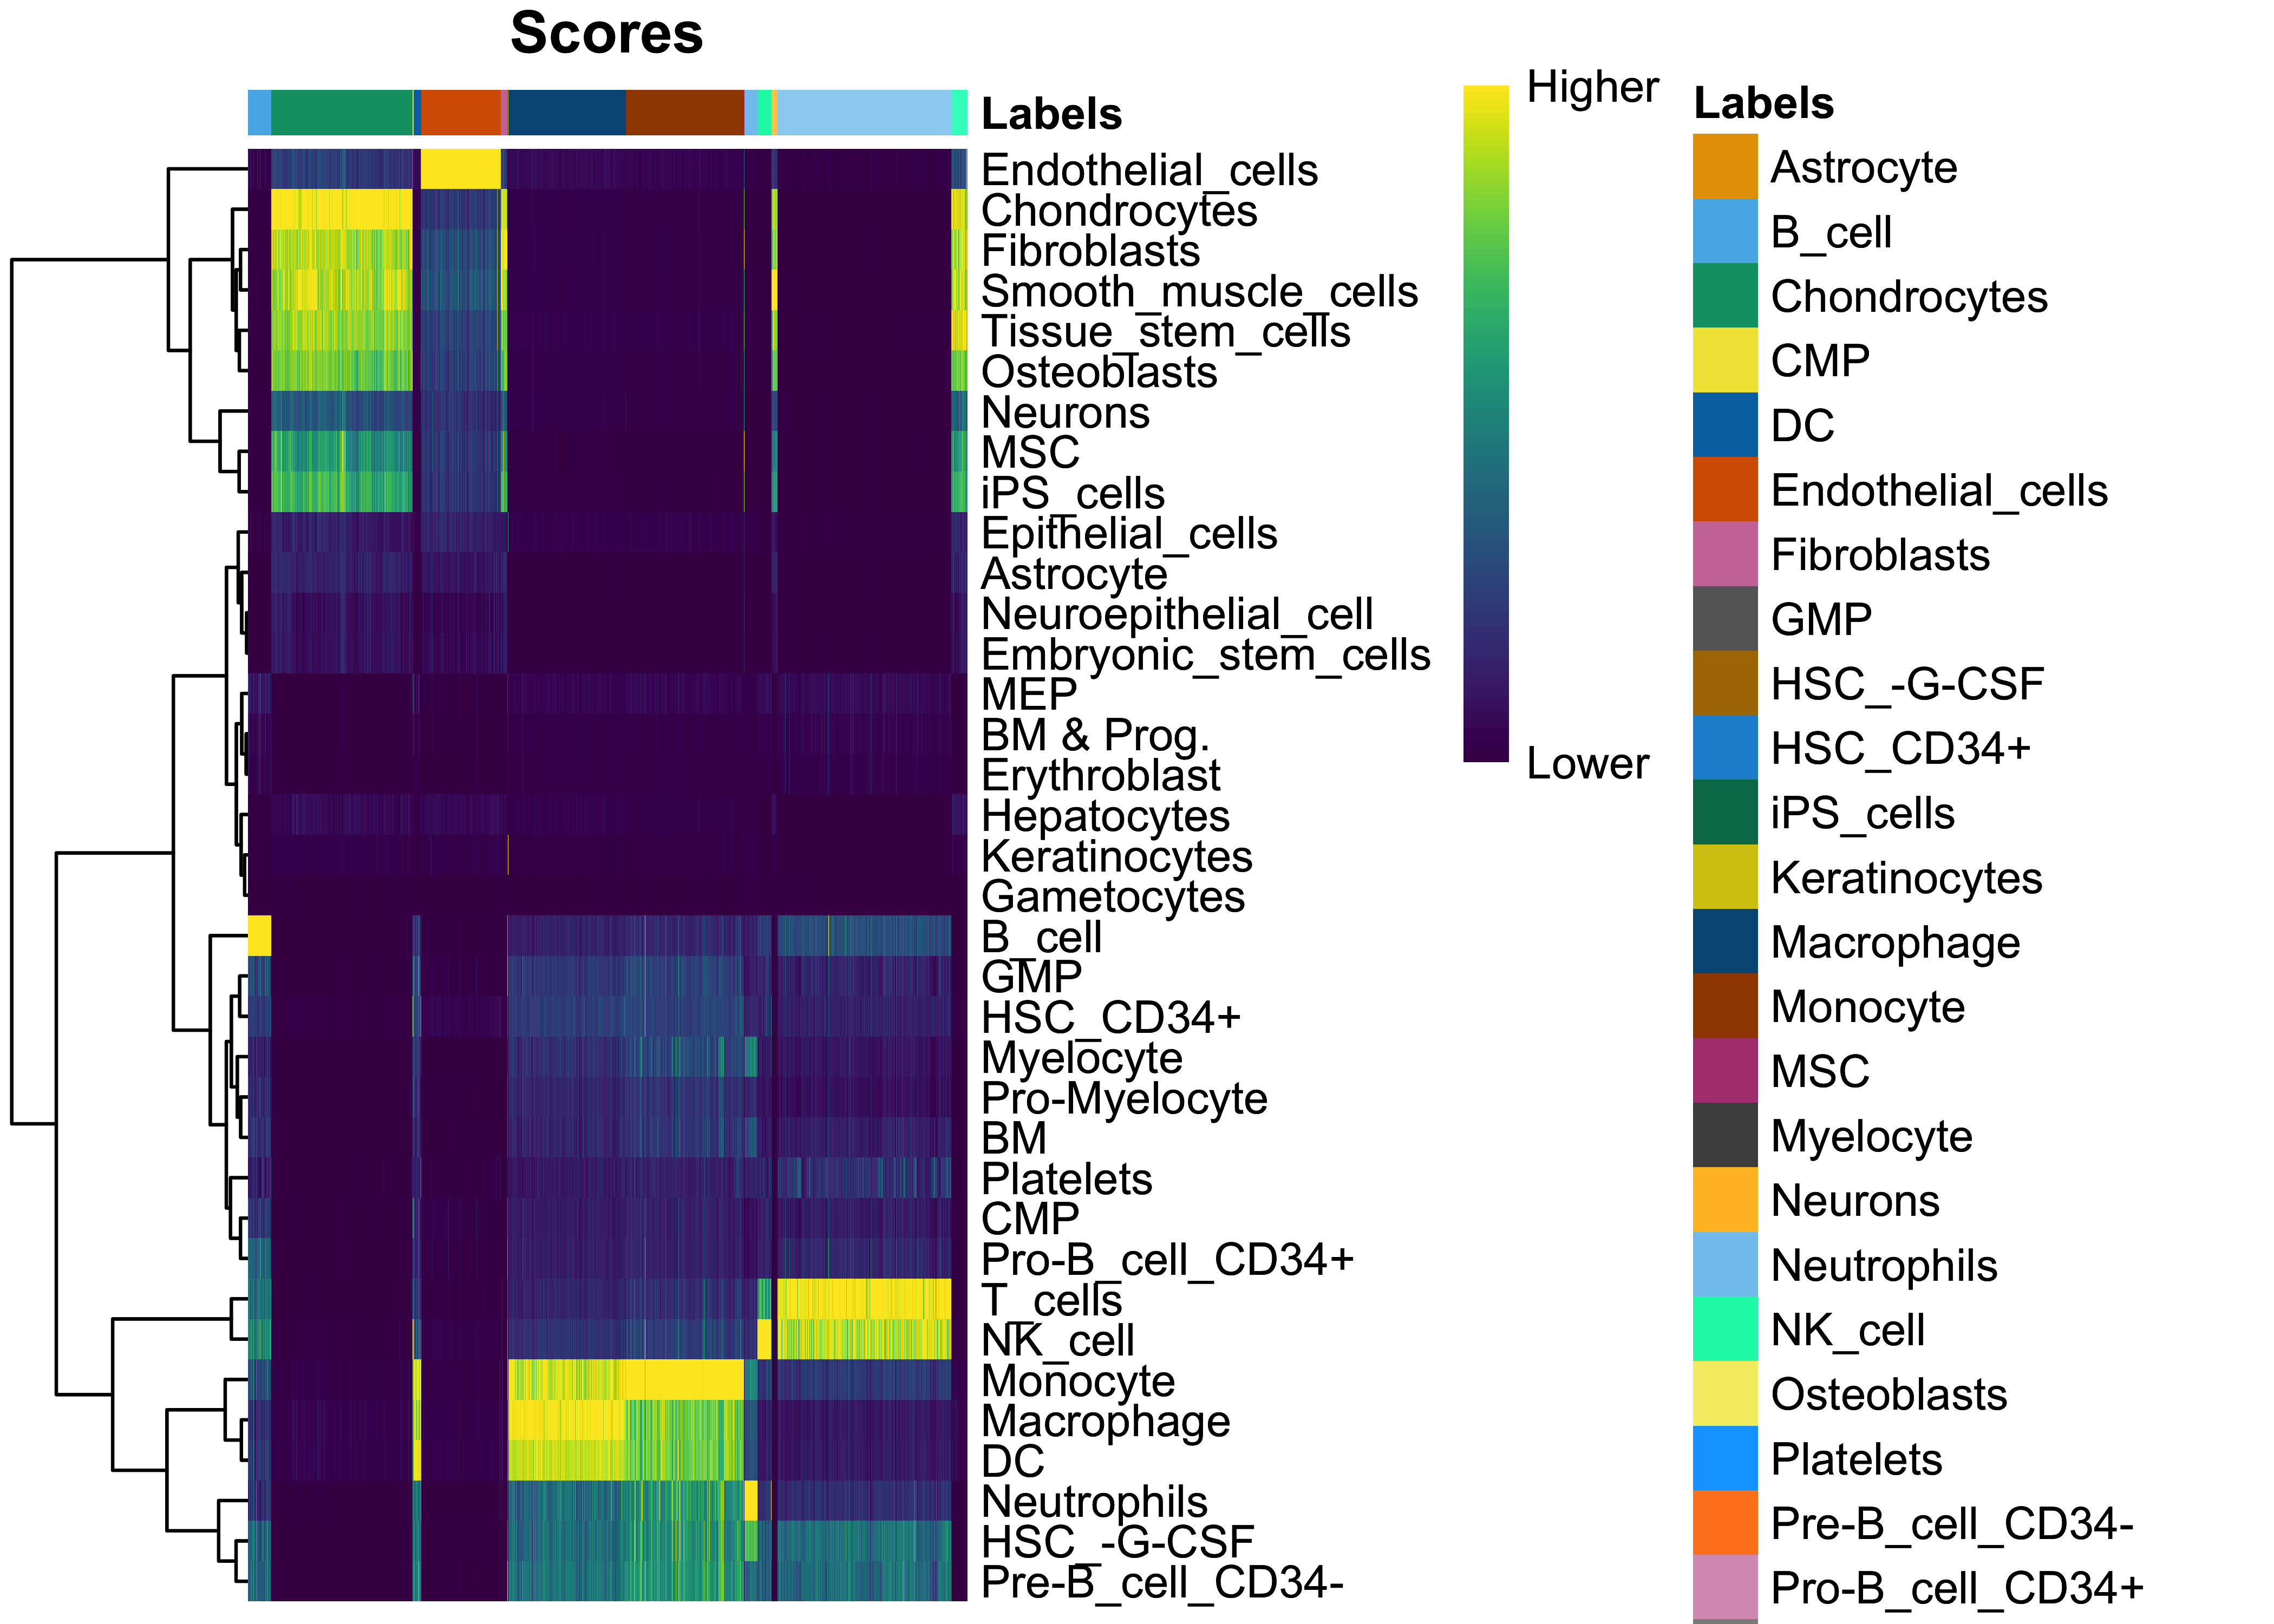 Scores
Labels
Endothelial_cells
Chondrocytes
Fibroblasts
Smooth_muscle_cells
Tissue_stem_cells
Osteoblasts
Neurons
MSC
iPS_cells
Epithelial_cells
Astrocyte
Neuroepithelial_cell
Embryonic_stem_cells
MEP
BM & Prog.
Erythroblast
Hepatocytes
Keratinocytes
Gametocytes
B_cell
GMP
HSC_CD34+
Myelocyte
Pro-Myelocyte
BM
Platelets
CMP
Pro-B_cell_CD34+
T_cells
NK_cell
Monocyte
Macrophage
DC
Neutrophils
HSC_-G-CSF
Pre-B_cell_CD34-
Higher
Lower
Labels
Astrocyte
B_cell
Chondrocytes
CMP
DC
Endothelial_cells
Fibroblasts
GMP
HSC_-G-CSF
HSC_CD34+
iPS_cells
Keratinocytes
Macrophage
Monocyte
MSC
Myelocyte
Neurons
Neutrophils
NK_cell
Osteoblasts
Platelets
Pre-B_cell_CD34-
Pro-B_cell_CD34+